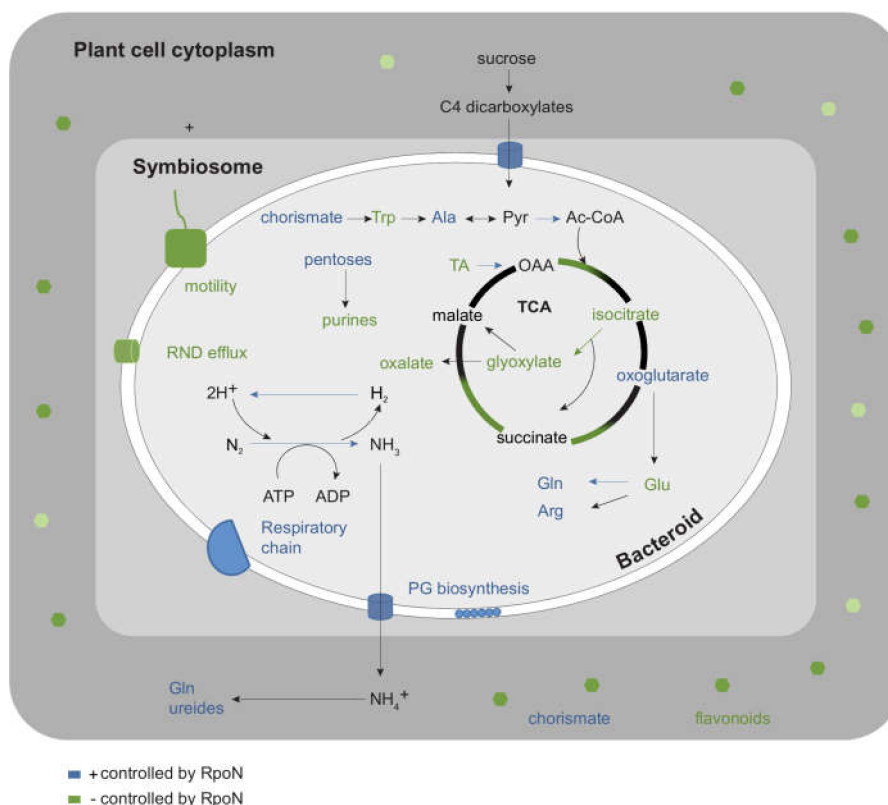 Plant cell cytoplasm
sucrose
C4 dicarboxylates
+
Symbiosome
chorismate Trp Ala Pyr Ac-CoA
pentoses
TA OAA
motility
TCA
purines
malate
isocitrate
RND efflux
oxalate
glyoxylate
oxoglutarate
2H+
H2
N2
NH3
succinate
ATP
ADP
Gln
Glu
Arg
Respiratory
chain
Bacteroid
PG biosynthesis
Gln
ureides
NH4+
chorismate
flavonoids
+ controlled by RpoN
- controlled by RpoN